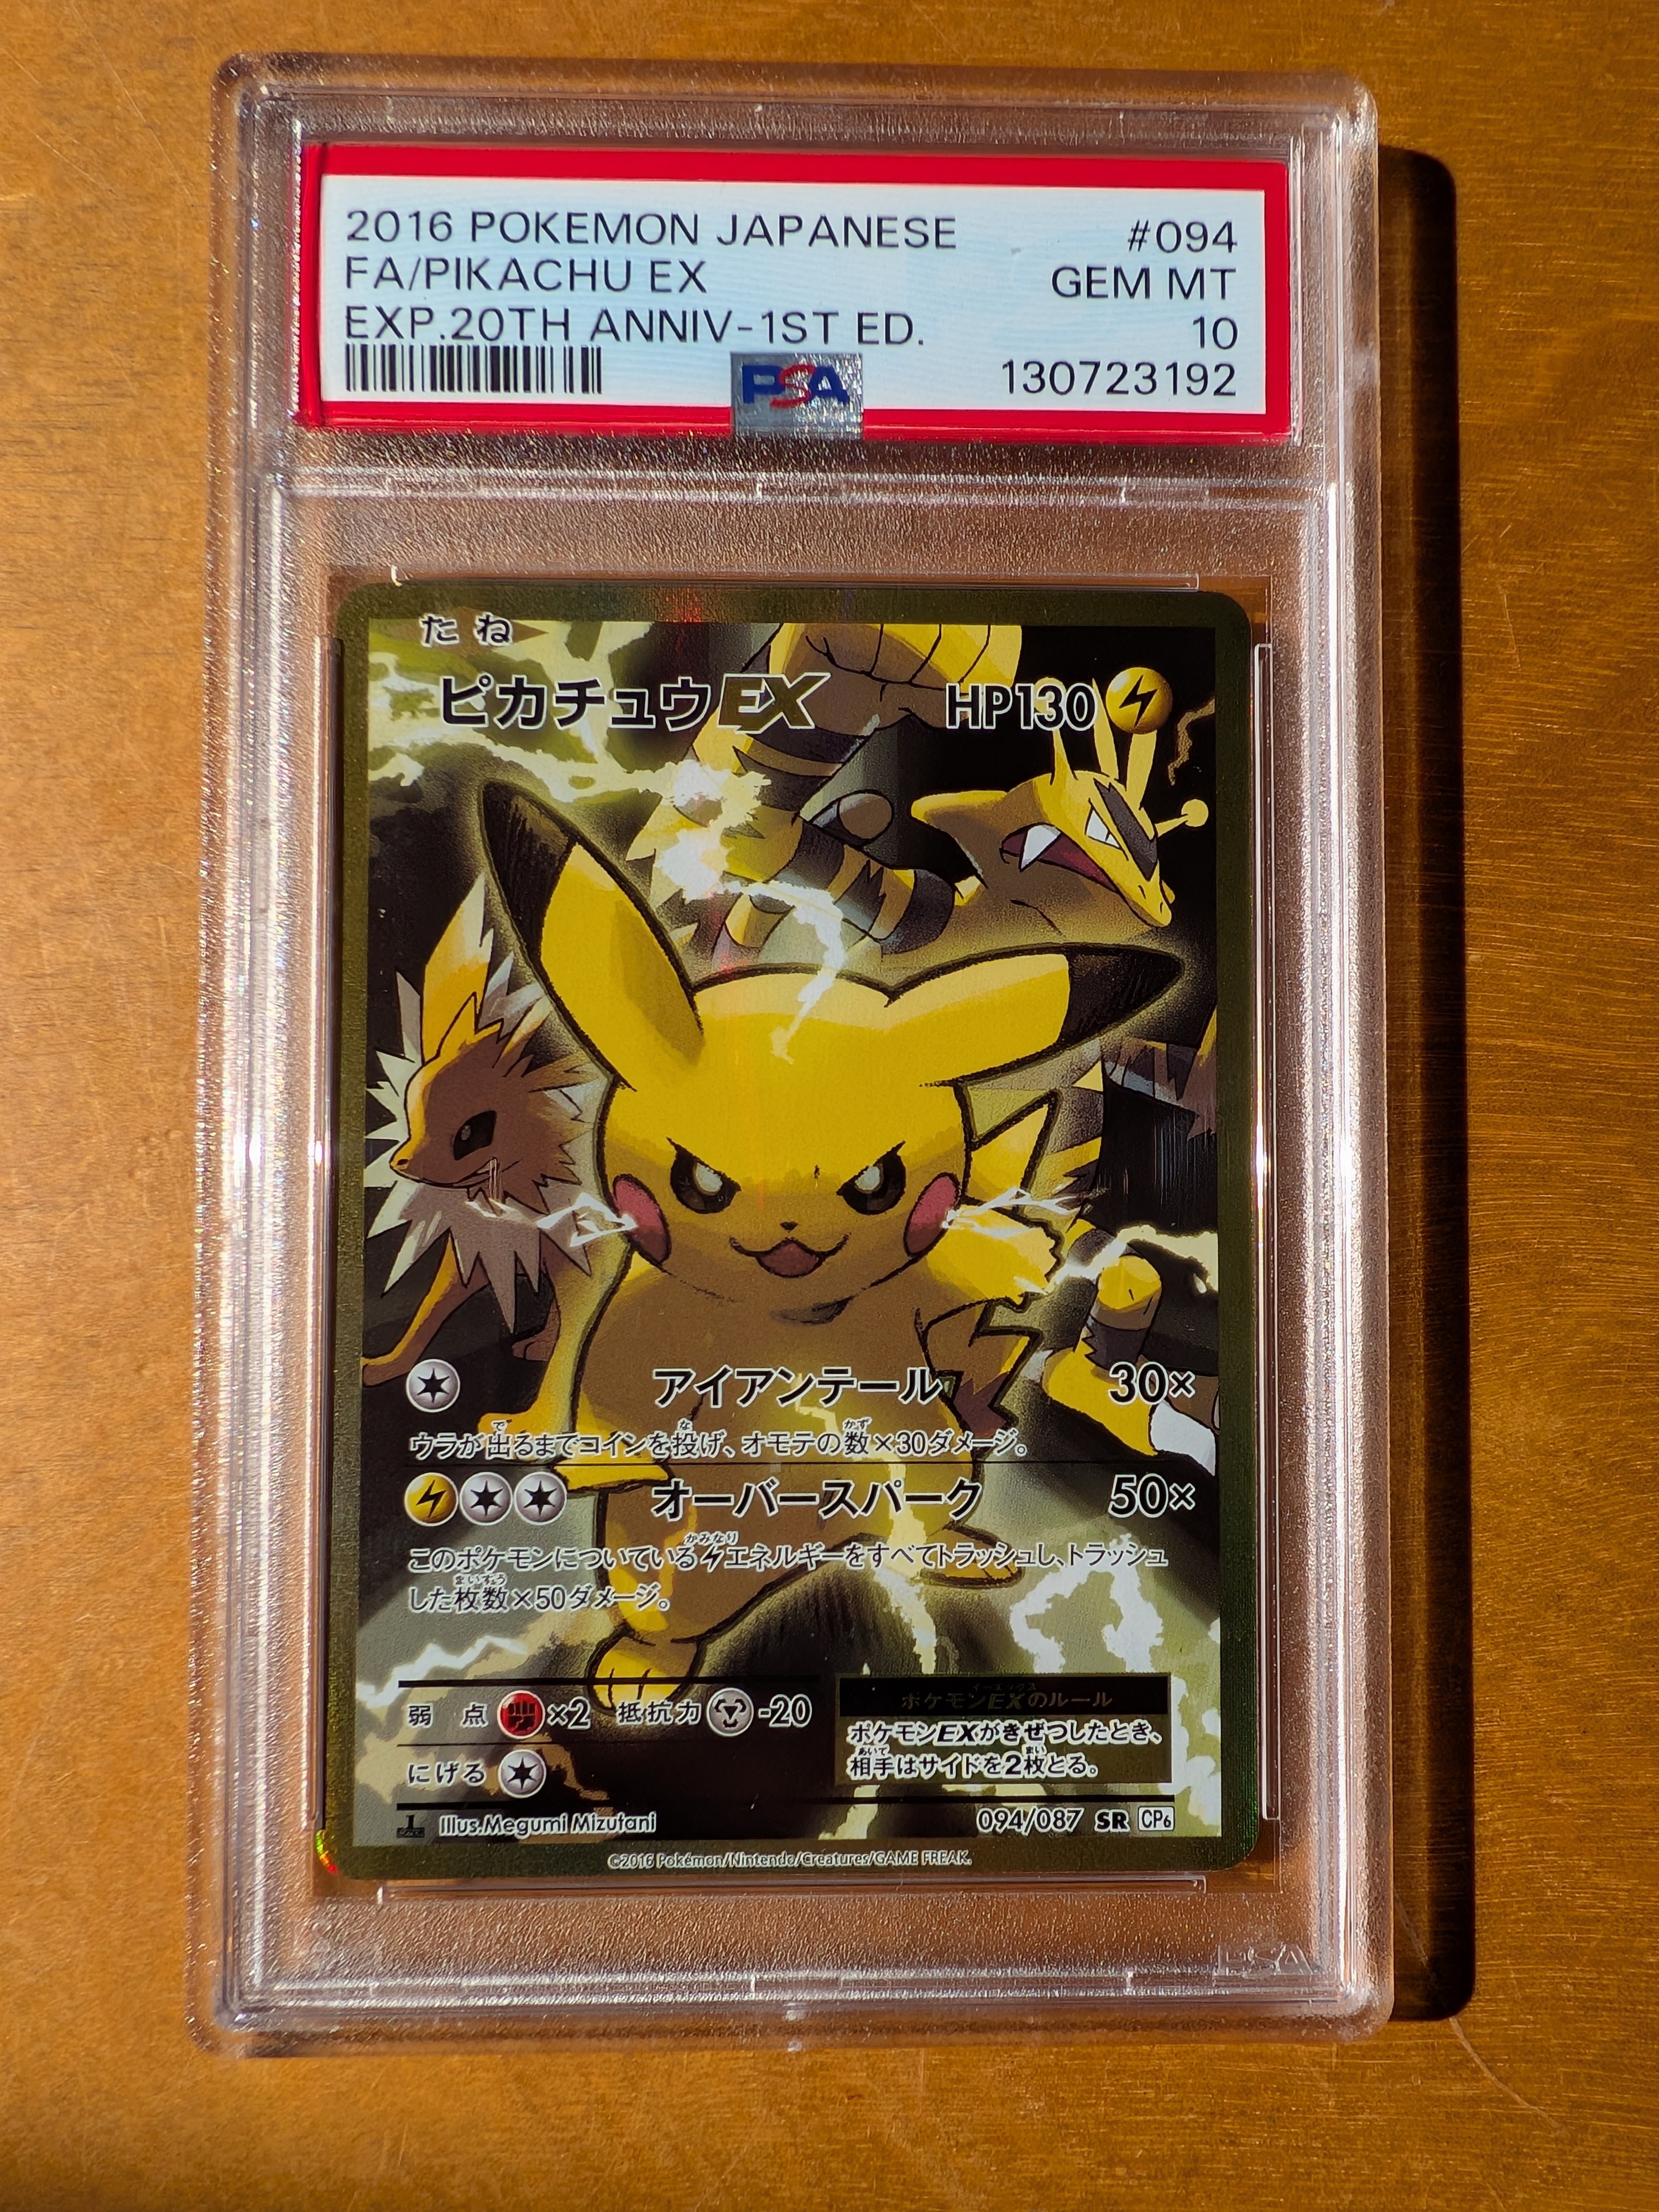 2016 POKEMON JAPANESE #094
FA/PIKACHU EX GEM MT
EXP.20TH ANNIV-1ST ED. 10
PSA 130723192
たね
ピカチュウEX HP130
アイアンテール 30×
ウラが出るまでコインを投げ、オモテの数×30ダメージ。
オーバースパーク 50×
このポケモンについているエネルギーをすべてトラッシュし、トラッシュ
した枚数×50ダメージ。
弱点 ×2 抵抗力 -20
にげる
ポケモンEXのルール
ポケモンEXがきぜつしたとき、
相手はサイドを2枚とる。
Illus.Megumi Mizutani 094/087 SR CP6
©2016 Pokémon/Nintendo/Creatures/GAME FREAK.
PSA